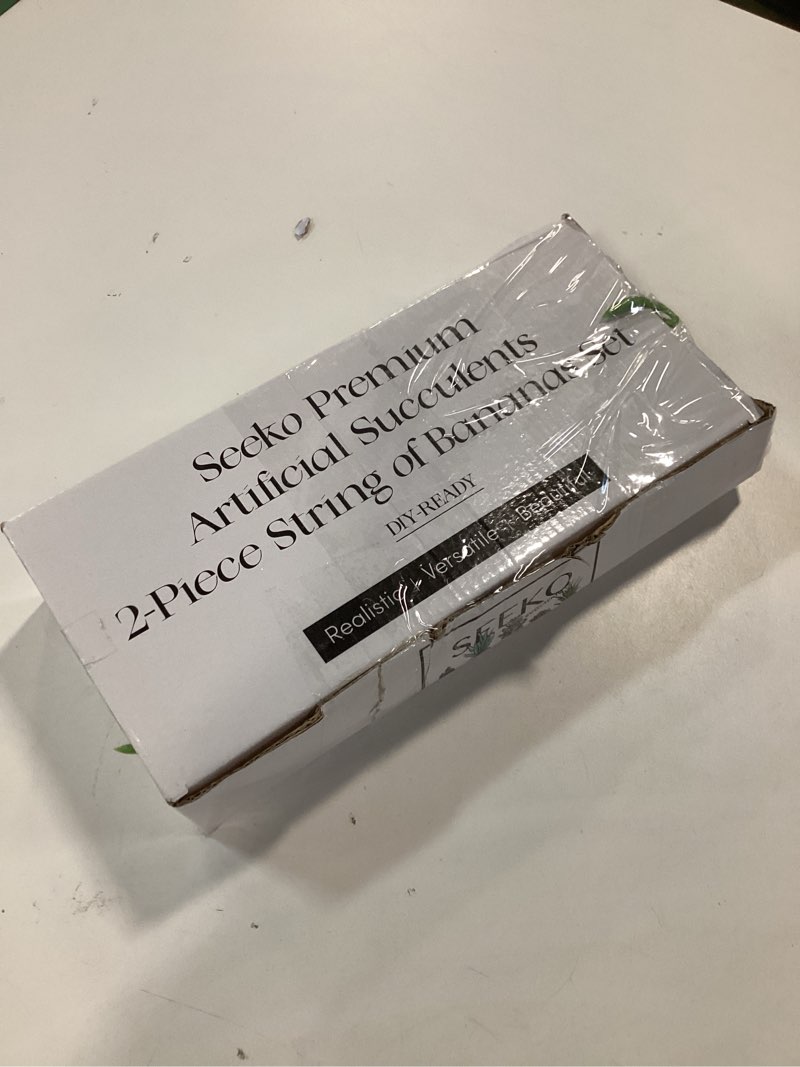 Seeko Premium
Artificial Succulents
2-Piece String of Bananas Set
DIY-READY
Realistic • Versatile • Beautiful
SEEKO